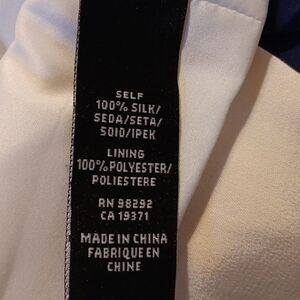 SELF
100% SILK/
SEDA/SETA/
SOID/IPEK
LINING
100% POLYESTER/
POLIESTERE
RN 98292
CA 19371
MADE IN CHINA
FABRIQUE EN
CHINE